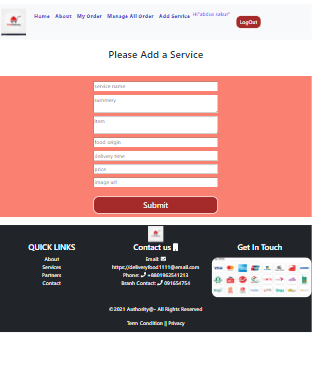 Home About My Order Manage All Order Add Service Hi"abdus sabur"
LogOut
Please Add a Service
service name
summery
item
food origin
delivery time
price
image url
Submit
QUICK LINKS
About
Services
Partners
Contact
Contact us
Email:
https://deliveryfood1111@email.com
Phone: +8801963541213
Branh Contact: 091654754
Get In Touch
©2021 Authority@- All Rights Reserved
Term Condition || Privacy